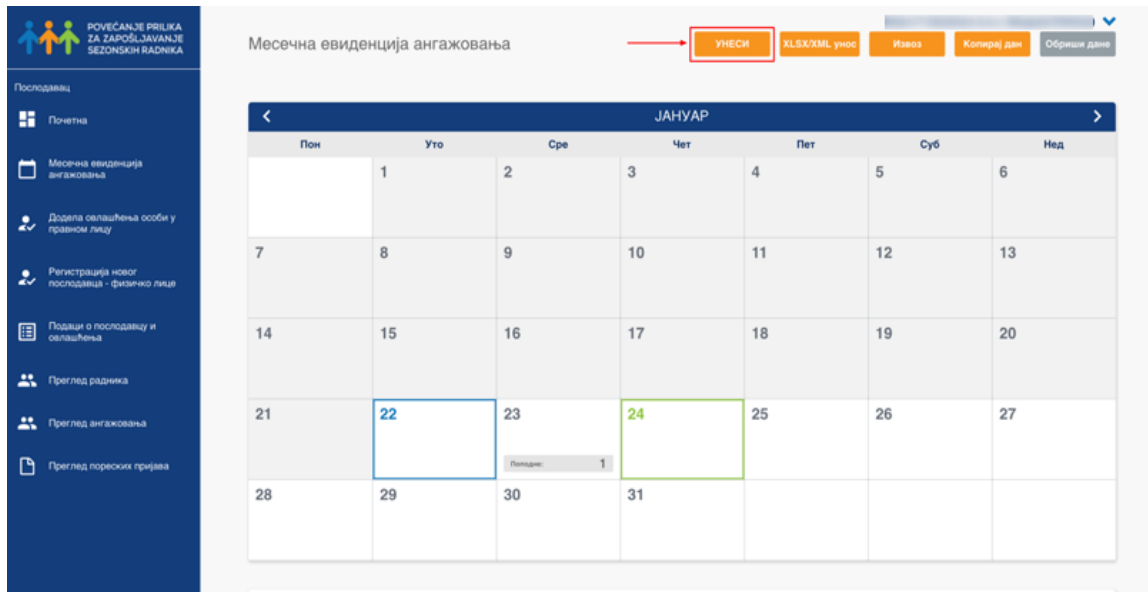 POVEĆANJE PRILIKA
ZA ZAPOŠLJAVANJE
SEZONSKIH RADNIKA
Месечна евиденција ангажовања
УНЕСИ
XLSX/XML унос
Извоз
Копирај дан
Обриши дане
Послодавац
Почетна
Месечна евиденција
ангажовања
Додела овлашћења особи у
правном лицу
Регистрација новог
послодавца - физичко лице
Подаци о послодавцу и
овлашћења
Преглед радника
Преглед ангажовања
Преглед пореских пријава
ЈАНУАР
Пон Уто Сре Чет Пет Суб Нед
1 2 3 4 5 6
7 8 9 10 11 12 13
14 15 16 17 18 19 20
21 22 23 24 25 26 27
Поподне: 1
28 29 30 31